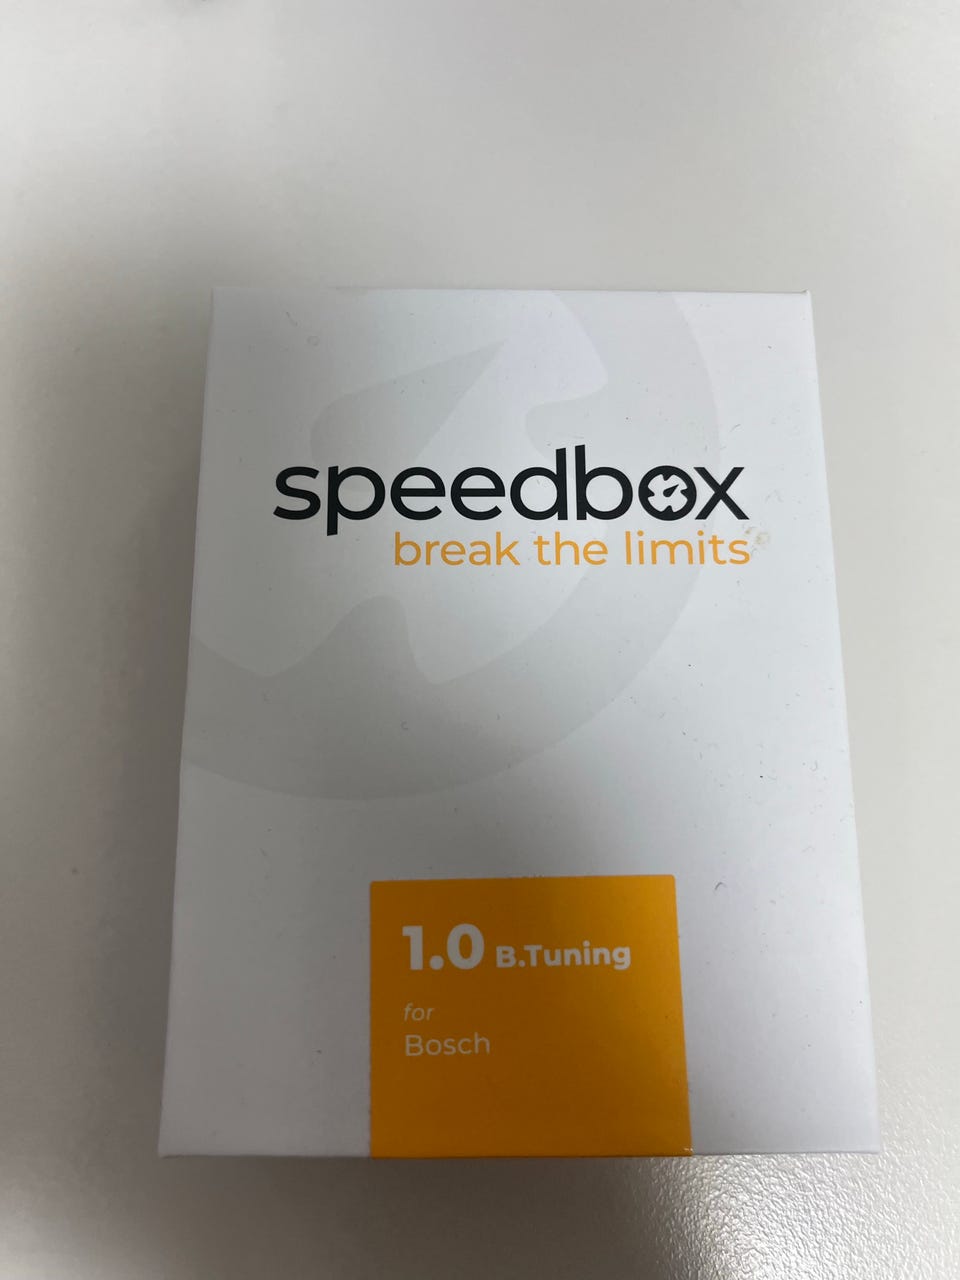 speedbox
break the limits
1.0 B.Tuning
for
Bosch